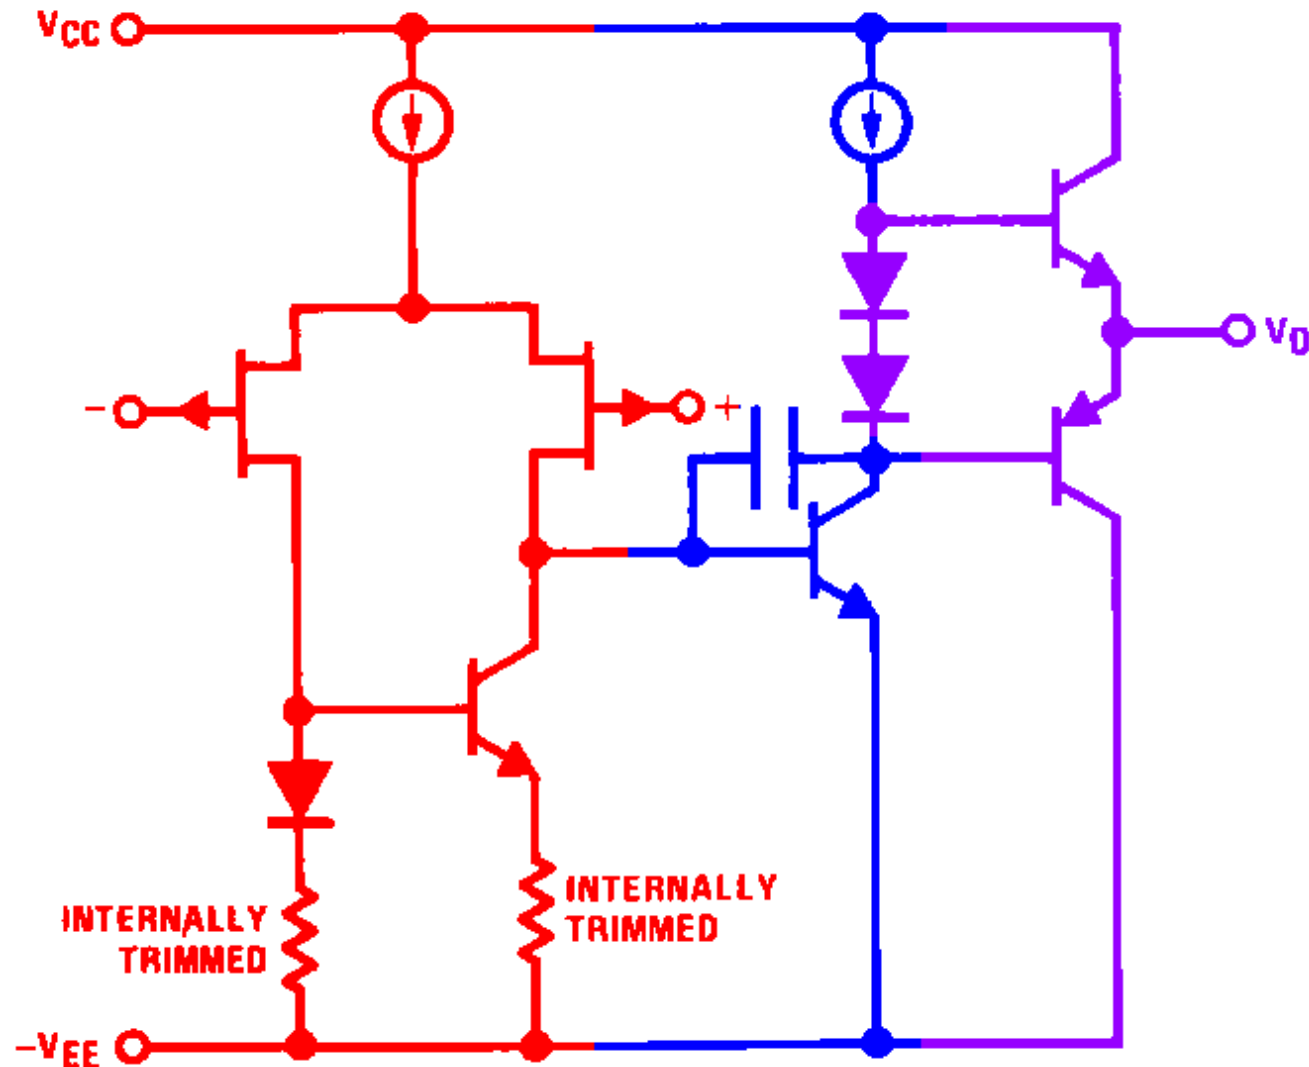 VCC
-
+
VO
INTERNALLY
TRIMMED
INTERNALLY
TRIMMED
-VEE